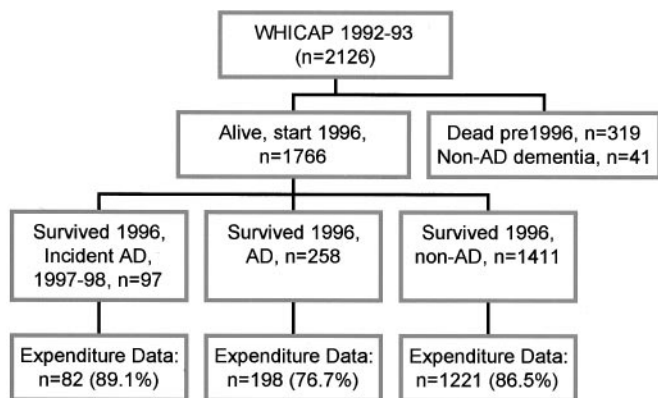 WHICAP 1992-93
(n=2126)
Alive, start 1996,
n=1766
Dead pre1996, n=319
Non-AD dementia, n=41
Survived 1996,
Incident AD,
1997-98, n=97
Survived 1996,
AD, n=258
Survived 1996,
non-AD, n=1411
Expenditure Data:
n=82 (89.1%)
Expenditure Data:
n=198 (76.7%)
Expenditure Data:
n=1221 (86.5%)